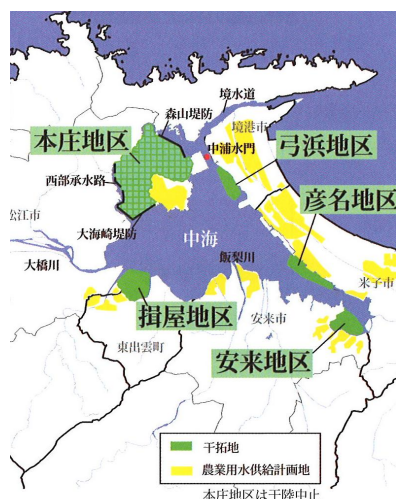 境水道
森山堤防
境港市
本庄地区
中浦水門
弓浜地区
西部承水路
彦名地区
松江市
大海崎堤防
中海
大橋川
飯梨川
米子市
揖屋地区
安来市
東出雲町
安来地区
干拓地
農業用水供給計画地
本庄地区は干陸中止